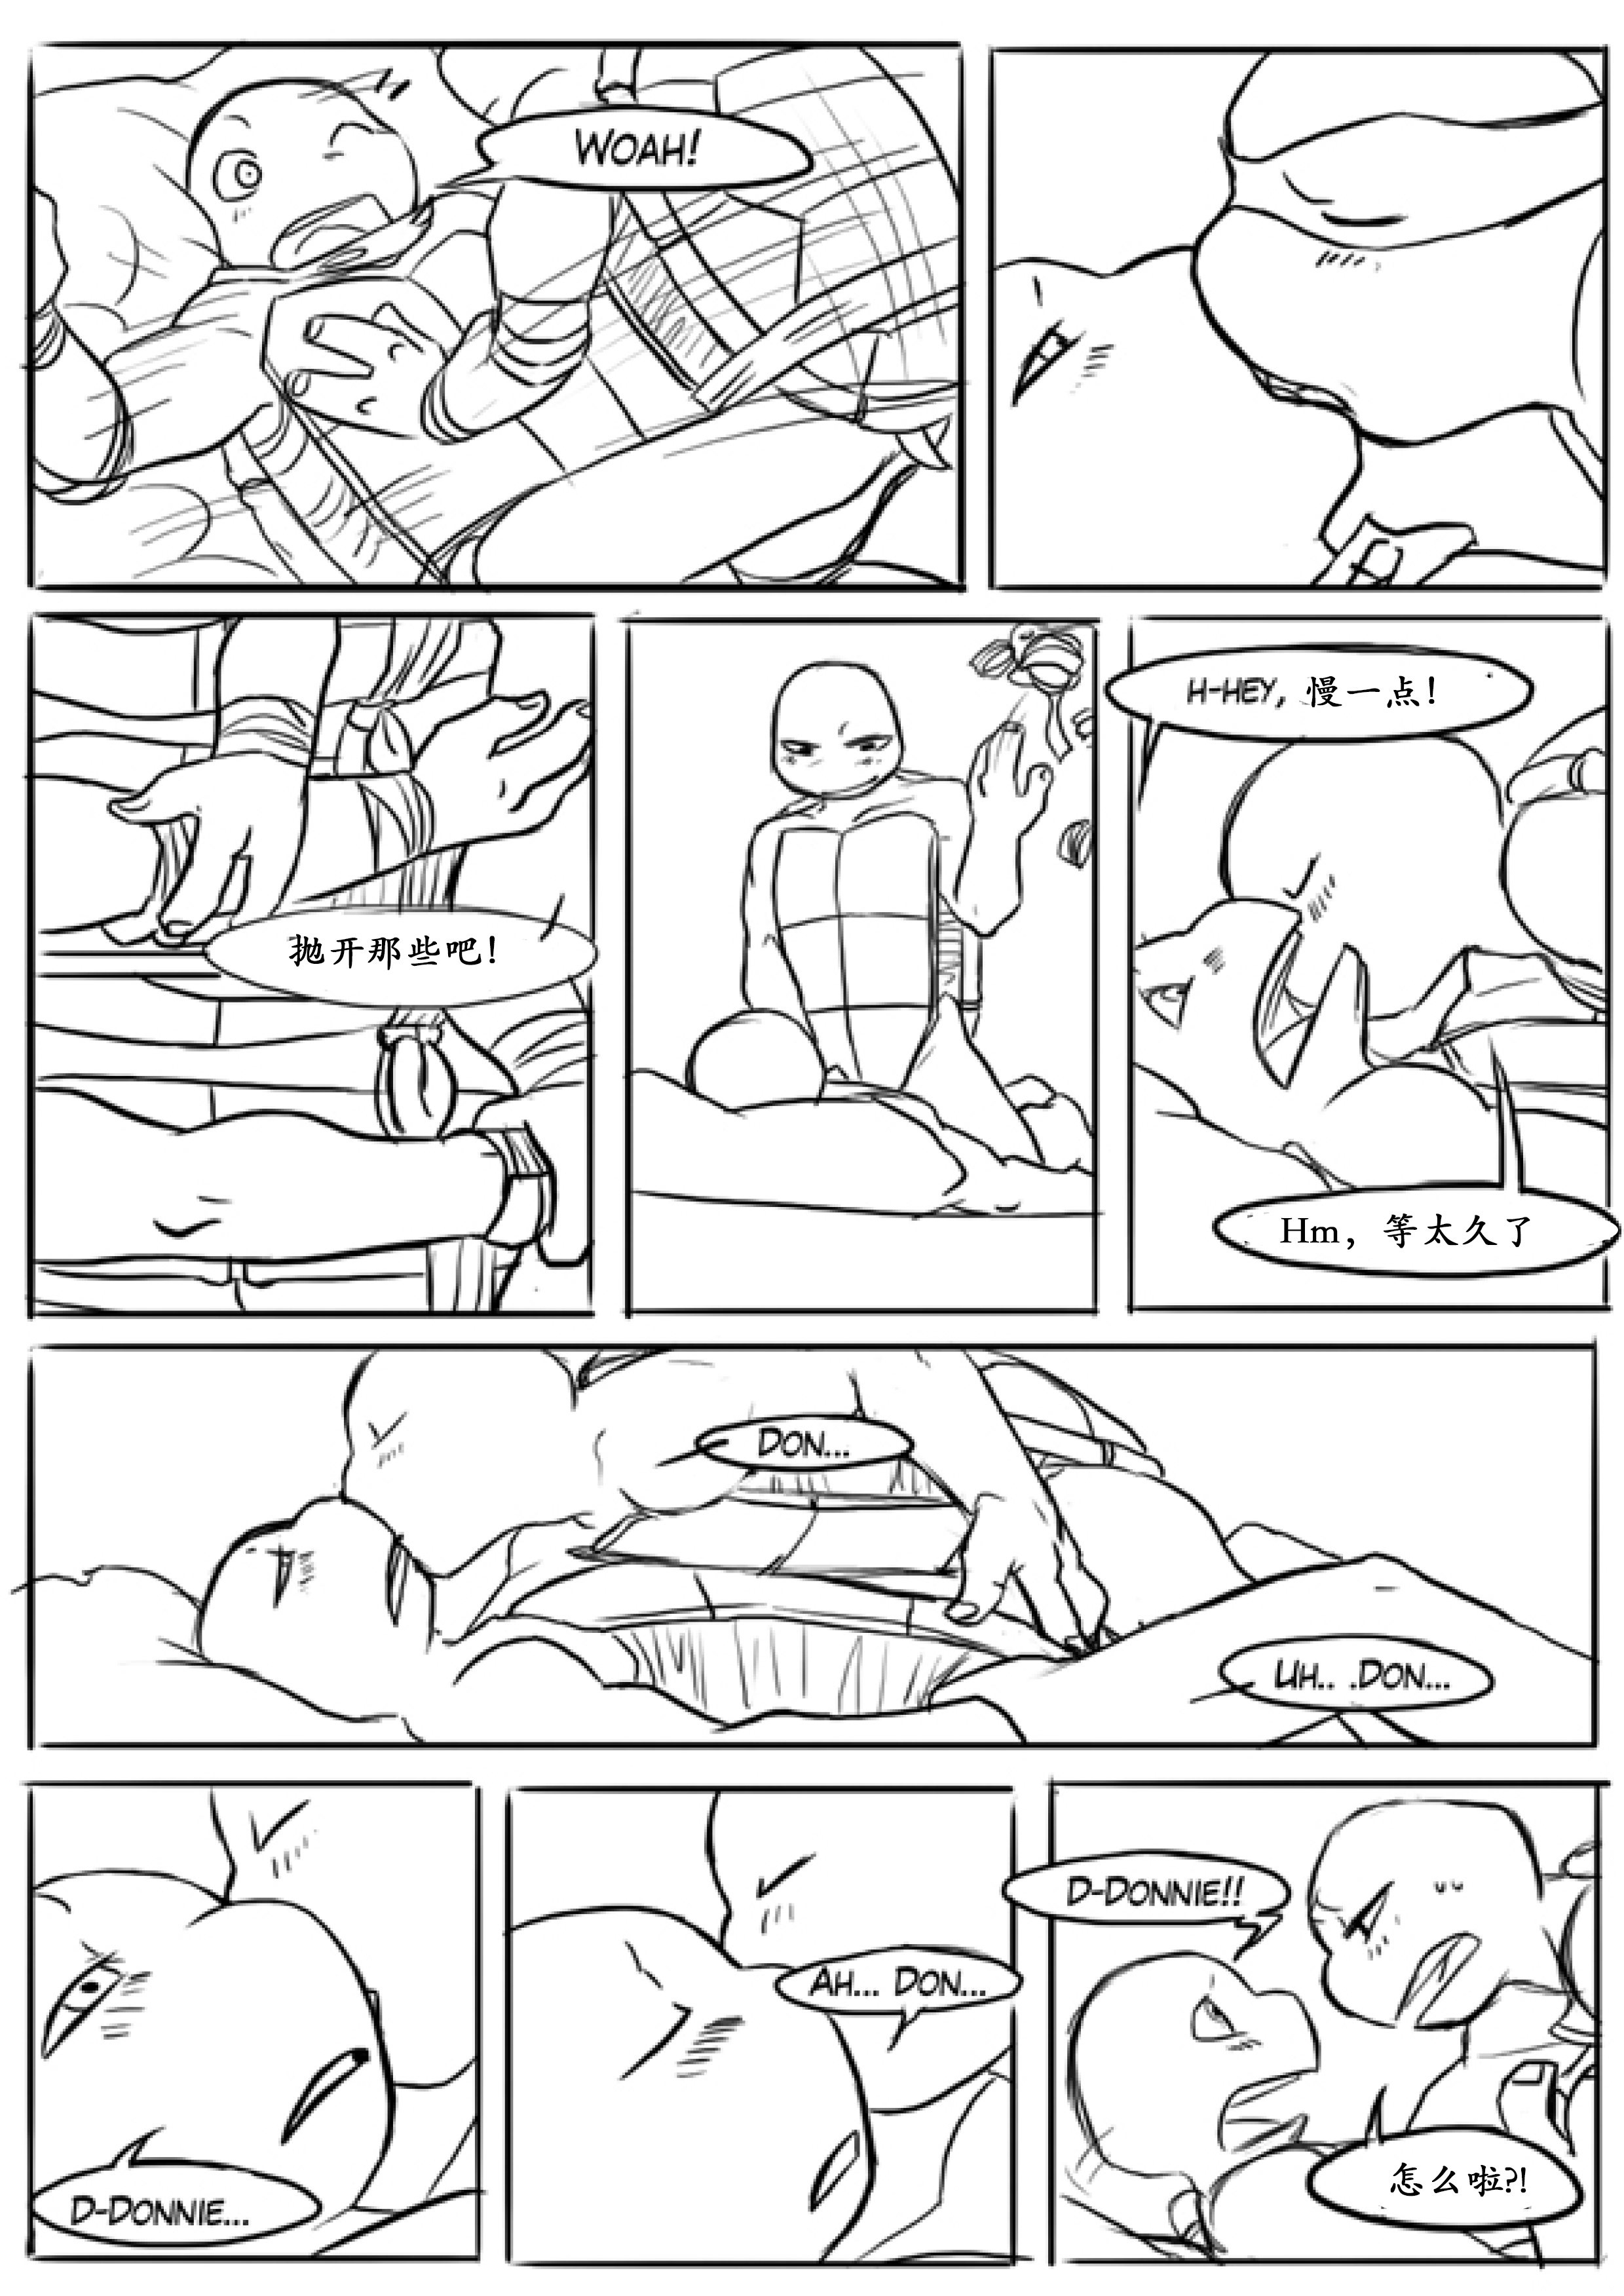 WOAH!
H-HEY, 慢一点！
抛开那些吧！
Hm，等太久了
DON...
UH.. .DON...
D-DONNIE...
AH... DON...
D-DONNIE!!
怎么啦?!